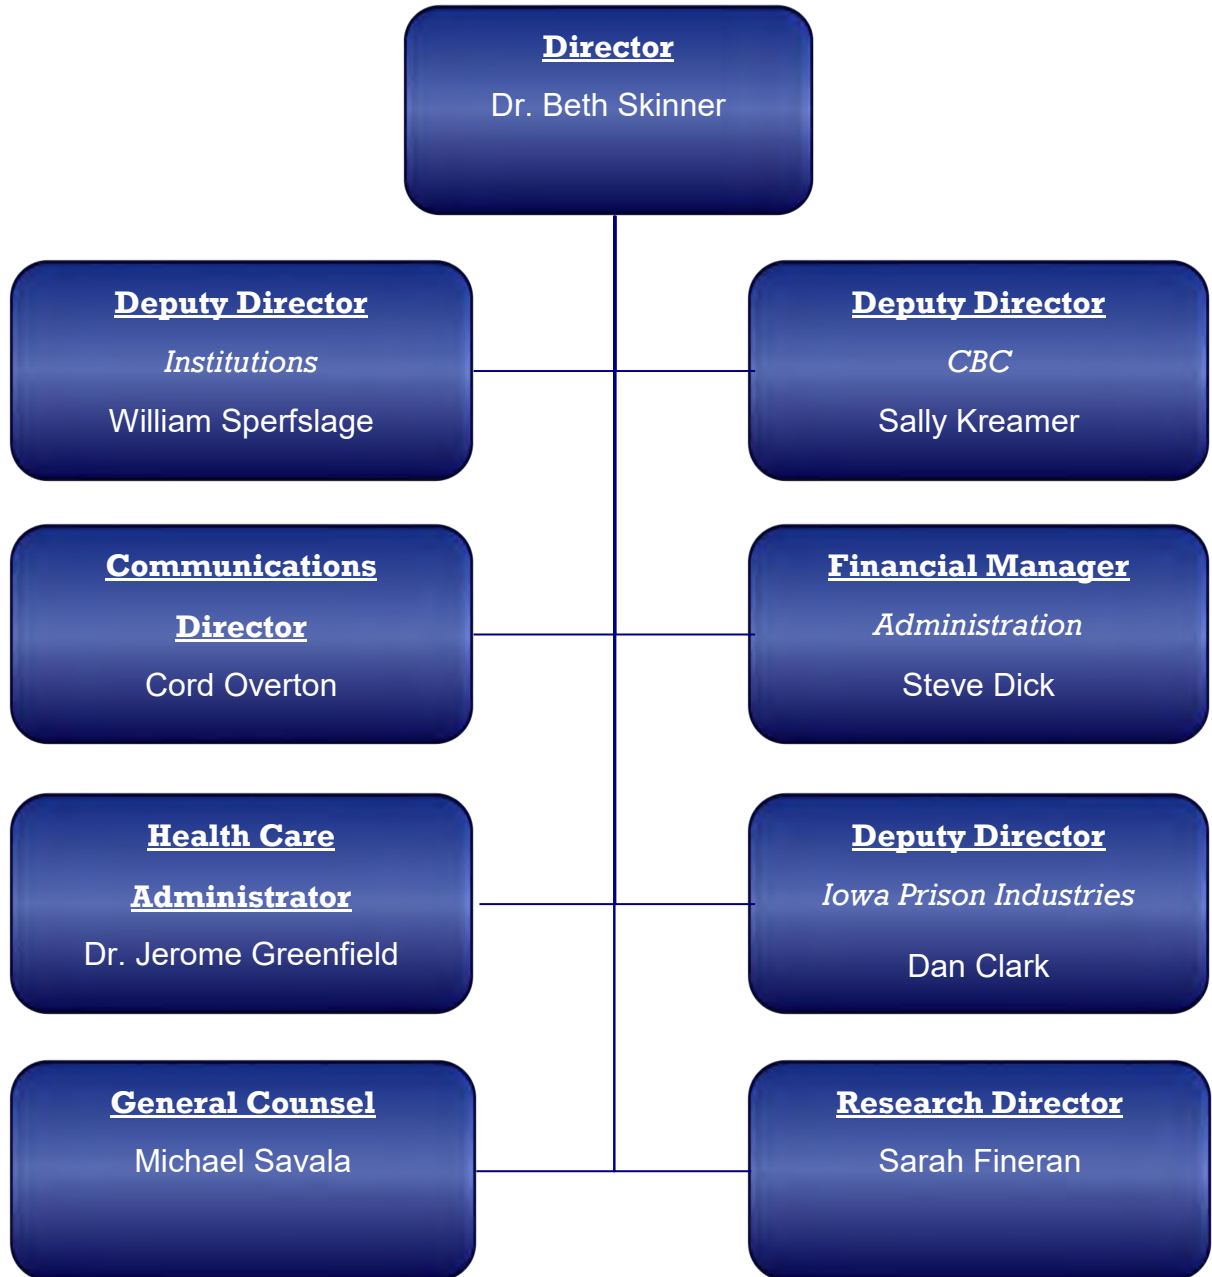 Director
Dr. Beth Skinner
Deputy Director
Institutions
William Sperfslage
Deputy Director
CBC
Sally Kreamer
Communications
Director
Cord Overton
Financial Manager
Administration
Steve Dick
Health Care
Administrator
Dr. Jerome Greenfield
Deputy Director
Iowa Prison Industries
Dan Clark
General Counsel
Michael Savala
Research Director
Sarah Fineran